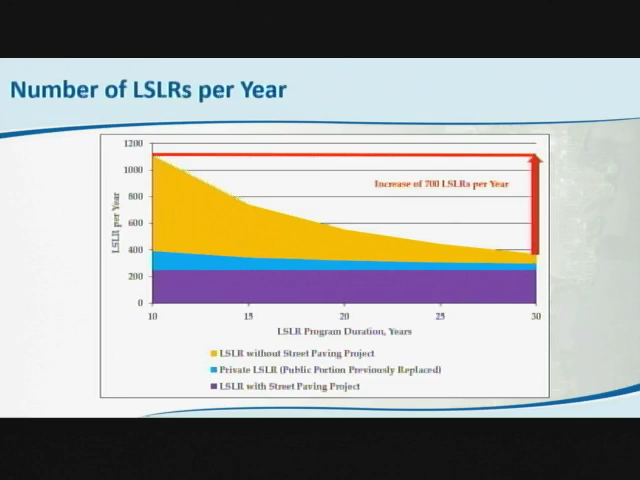 Number of LSLRs per Year
1200
1000
800
600
400
200
0
LSLR per Year
Increase of 700 LSLRs per Year
10 15 20 25 30
LSLR Program Duration, Years
LSLR without Street Paving Project
Private LSLR (Public Portion Previously Replaced)
LSLR with Street Paving Project